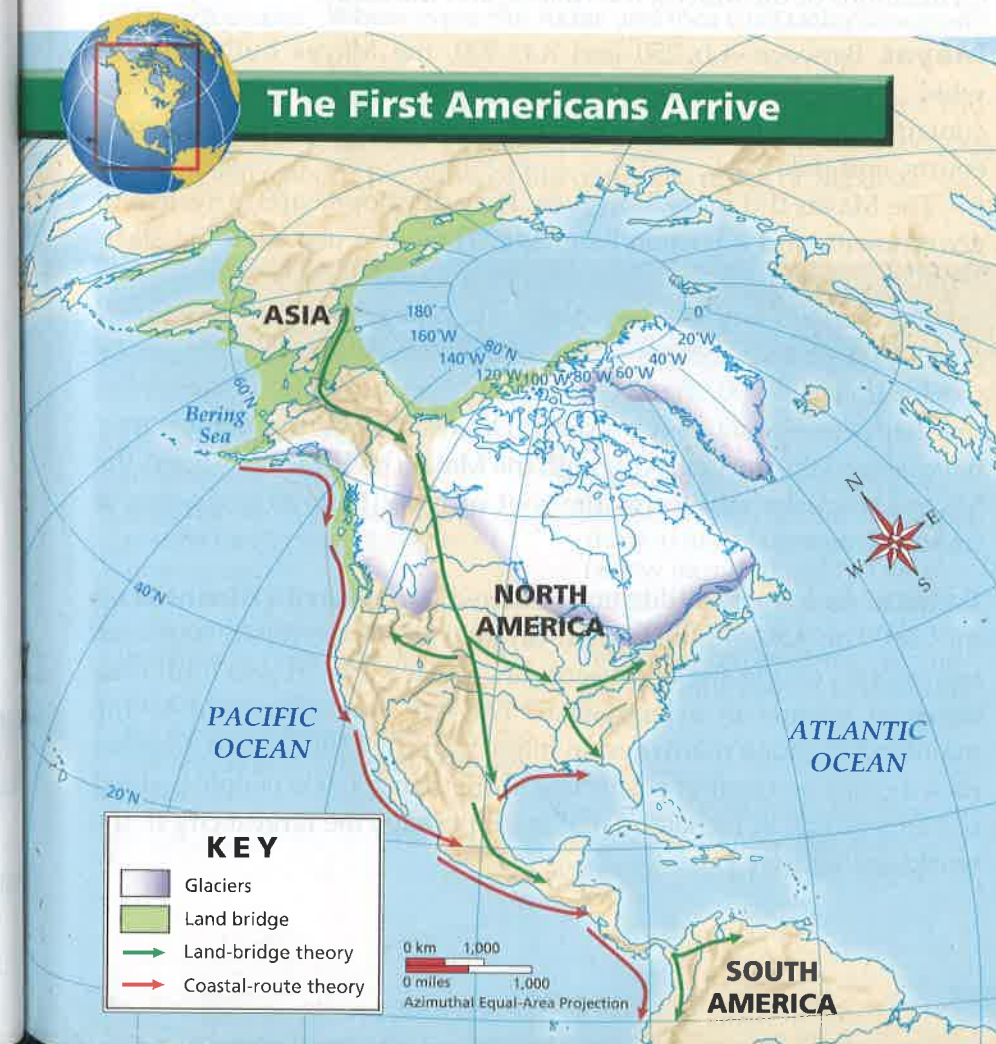 The First Americans Arrive
ASIA
180°
0°
160°W
20°W
140°W
80°N
40°W
120°W
100°W
80°W
60°W
60°N
Bering
Sea
N
E
W
S
40°N
NORTH
AMERICA
PACIFIC
OCEAN
ATLANTIC
OCEAN
20°N
KEY
Glaciers
Land bridge
Land-bridge theory
Coastal-route theory
0 km 1,000
0 miles 1,000
Azimuthal Equal-Area Projection
SOUTH
AMERICA